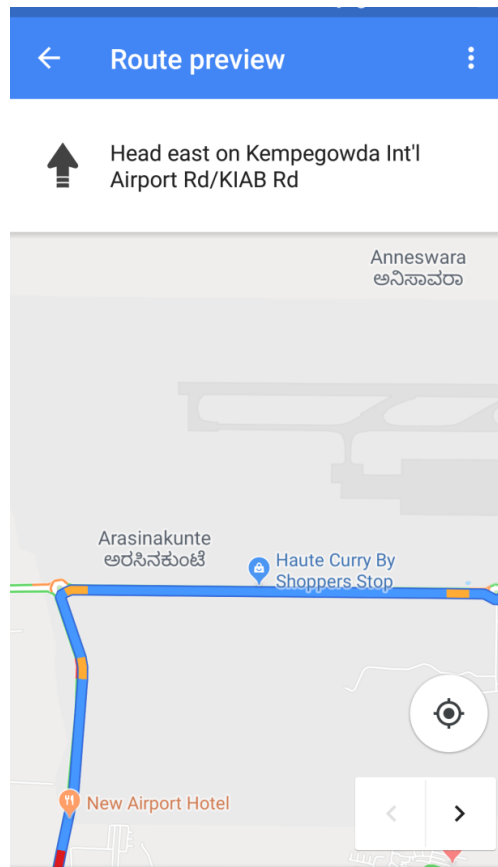 Route preview
Head east on Kempegowda Int'l
Airport Rd/KIAB Rd
Anneswara
ಅನಿಸಾವರಾ
Arasinakunte
ಅರಸಿನಕುಂಟೆ
Haute Curry By
Shoppers Stop
New Airport Hotel